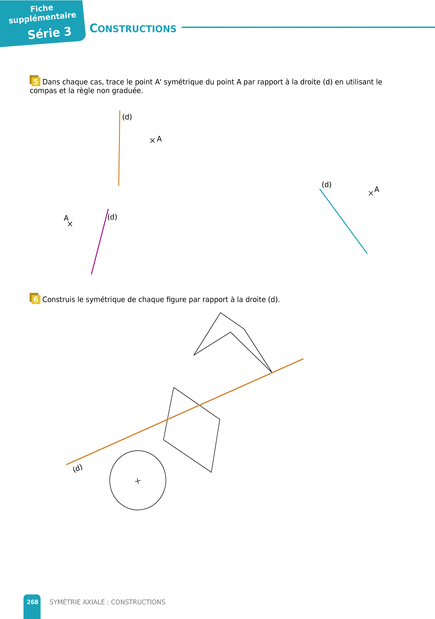 Fiche
supplémentaire
Série 3
CONSTRUCTIONS
5 Dans chaque cas, trace le point A' symétrique du point A par rapport à la droite (d) en utilisant le
compas et la règle non graduée.
(d)
A
(d)
A
A
(d)
6 Construis le symétrique de chaque figure par rapport à la droite (d).
(d)
268 SYMÉTRIE AXIALE : CONSTRUCTIONS